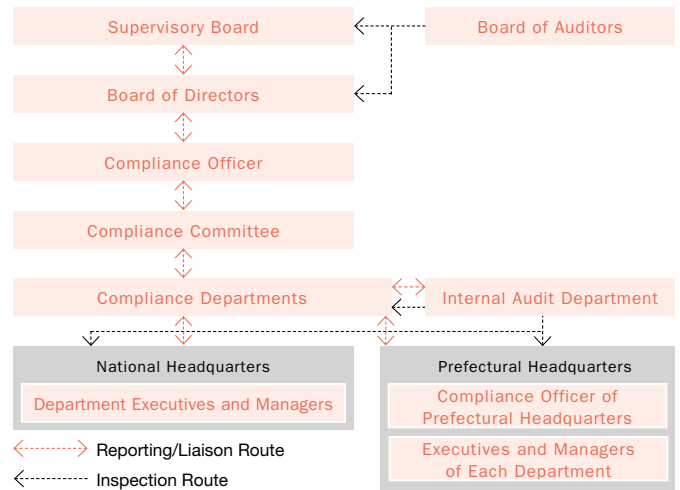 Supervisory Board
Board of Auditors
Board of Directors
Compliance Officer
Compliance Committee
Compliance Departments
Internal Audit Department
National Headquarters
Department Executives and Managers
Prefectural Headquarters
Compliance Officer of
Prefectural Headquarters
Executives and Managers
of Each Department
Reporting/Liaison Route
Inspection Route